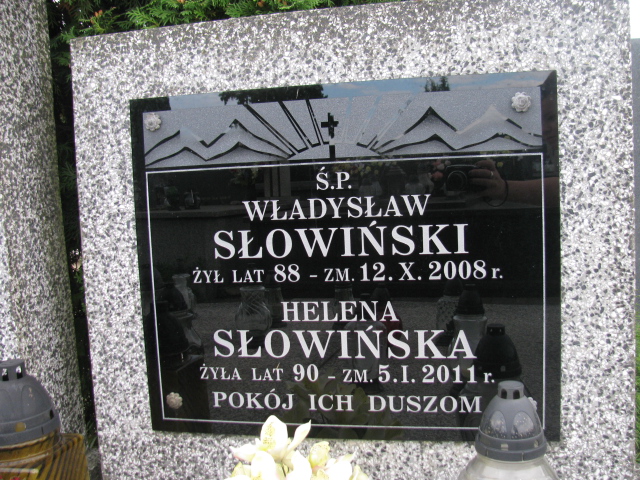 Ś.P.
WŁADYSŁAW
SŁOWIŃSKI
ŻYŁ LAT 88 - ZM. 12. X. 2008 r.
HELENA
SŁOWIŃSKA
ŻYŁA LAT 90 - ZM. 5. I. 2011 r.
POKÓJ ICH DUSZOM